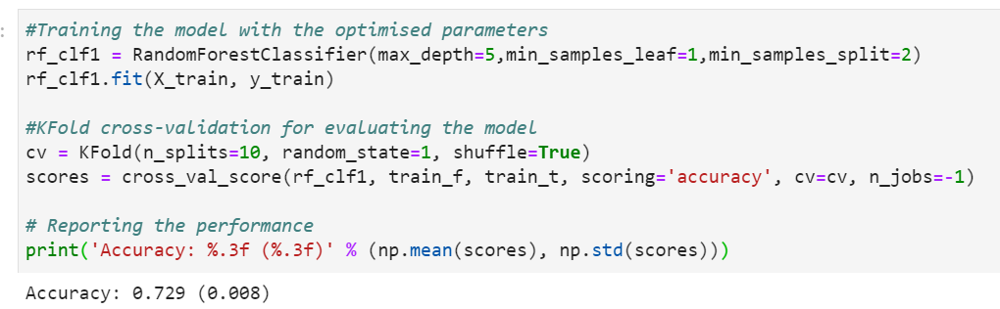 :
#Training the model with the optimised parameters
rf_clf1 = RandomForestClassifier(max_depth=5,min_samples_leaf=1,min_samples_split=2)
rf_clf1.fit(X_train, y_train)
#KFold cross-validation for evaluating the model
cv = KFold(n_splits=10, random_state=1, shuffle=True)
scores = cross_val_score(rf_clf1, train_f, train_t, scoring='accuracy', cv=cv, n_jobs=-1)
# Reporting the performance
print('Accuracy: %.3f (%.3f)' % (np.mean(scores), np.std(scores)))
Accuracy: 0.729 (0.008)